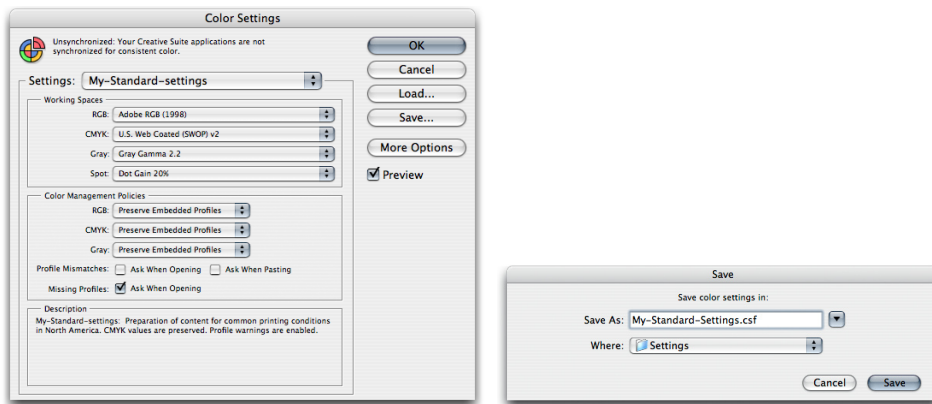 Color Settings
Unsynchronized: Your Creative Suite applications are not
synchronized for consistent color.
OK
Cancel
Load...
Save...
More Options
Preview
Settings: My-Standard-settings
Working Spaces
RGB: Adobe RGB (1998)
CMYK: U.S. Web Coated (SWOP) v2
Gray: Gray Gamma 2.2
Spot: Dot Gain 20%
Color Management Policies
RGB: Preserve Embedded Profiles
CMYK: Preserve Embedded Profiles
Gray: Preserve Embedded Profiles
Profile Mismatches: Ask When Opening Ask When Pasting
Missing Profiles: Ask When Opening
Description
My-Standard-settings: Preparation of content for common printing conditions
in North America. CMYK values are preserved. Profile warnings are enabled.
Save
Save color settings in:
Save As: My-Standard-Settings.csf
Where: Settings
Cancel Save